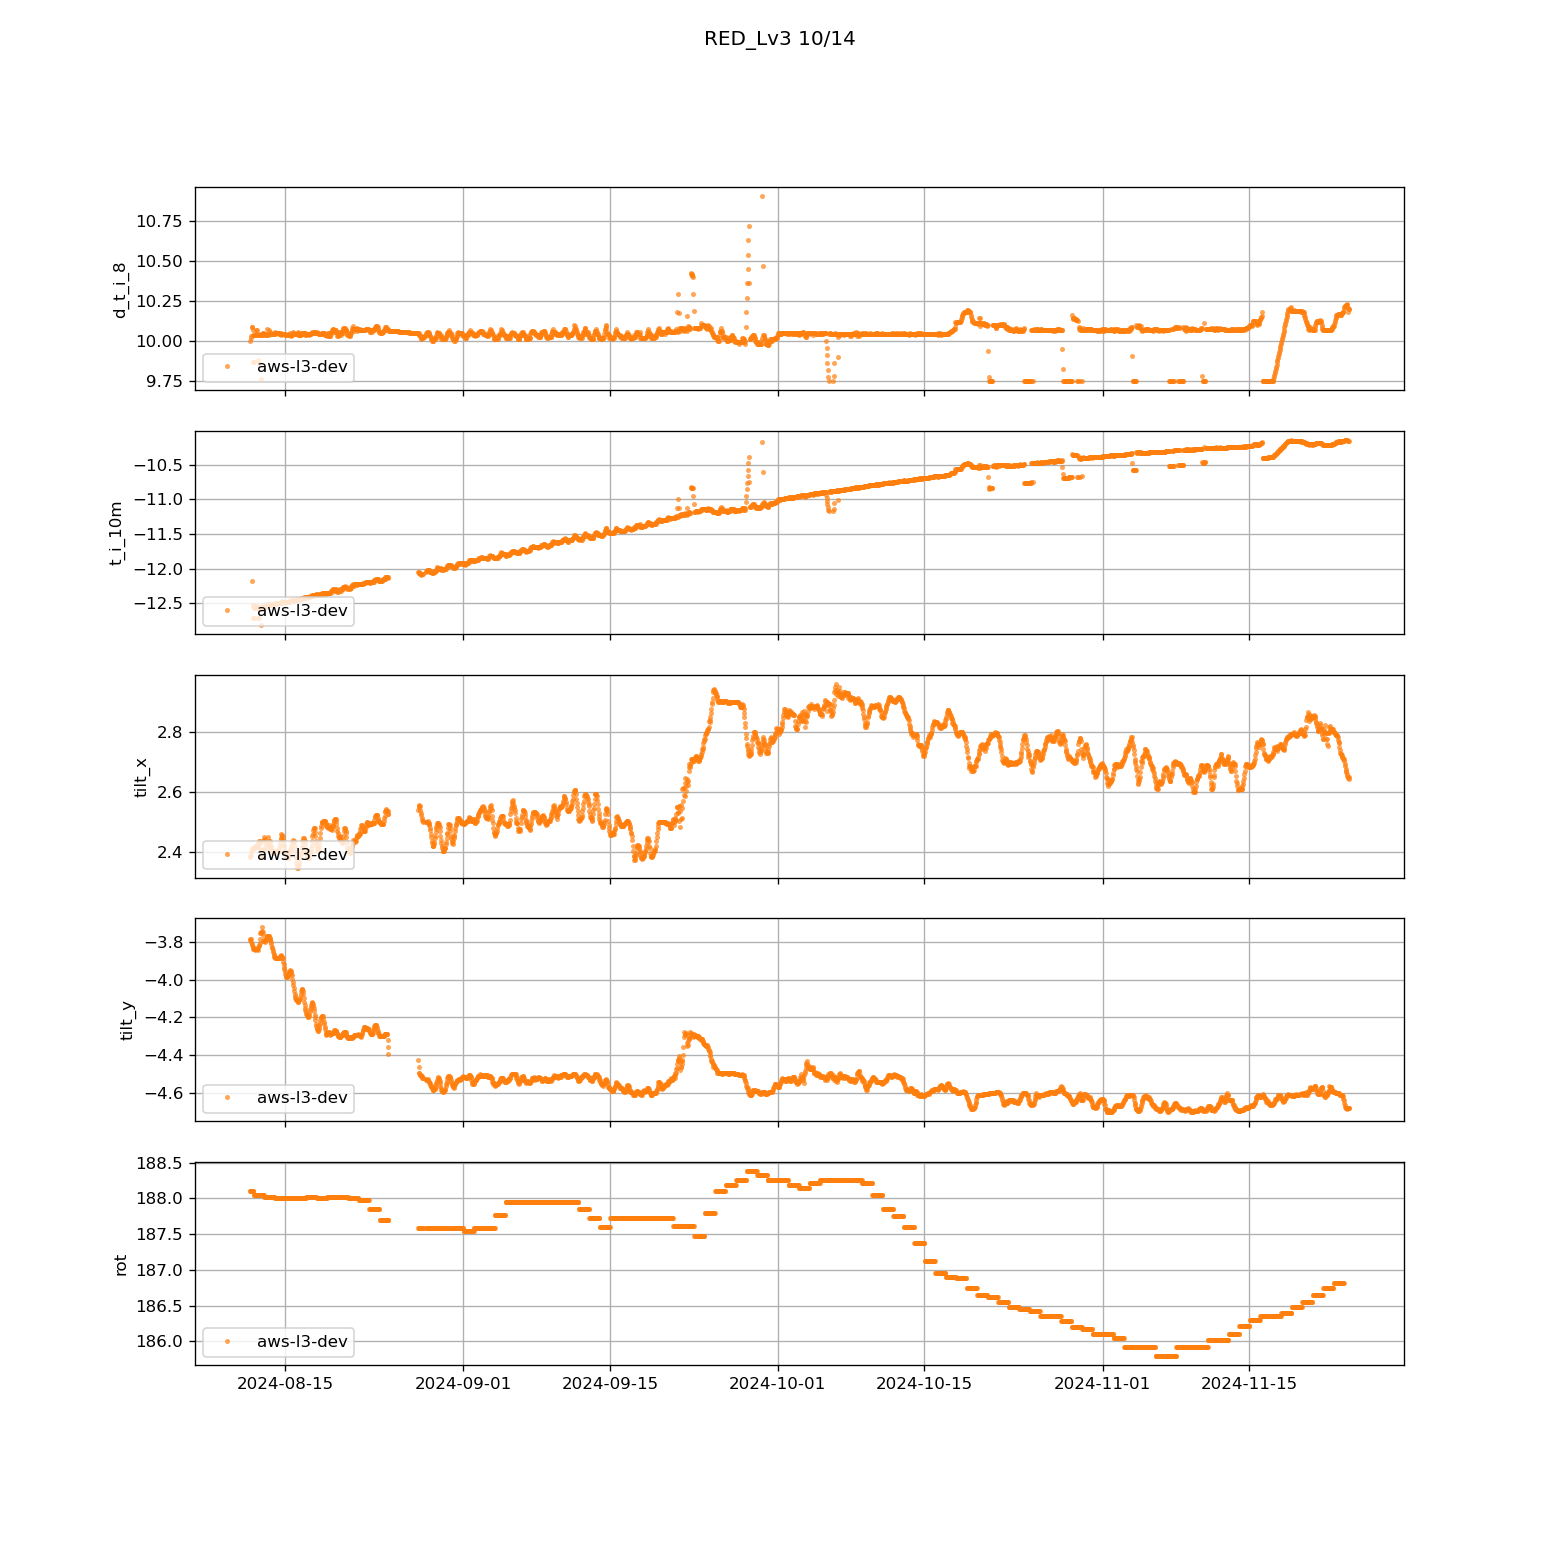 RED_Lv3 10/14
d_t_i_8
10.75
10.50
10.25
10.00
9.75
aws-l3-dev
t_i_10m
−10.5
−11.0
−11.5
−12.0
−12.5
aws-l3-dev
tilt_x
2.8
2.6
2.4
aws-l3-dev
tilt_y
−3.8
−4.0
−4.2
−4.4
−4.6
aws-l3-dev
rot
188.5
188.0
187.5
187.0
186.5
186.0
aws-l3-dev
2024-08-15 2024-09-01 2024-09-15 2024-10-01 2024-10-15 2024-11-01 2024-11-15